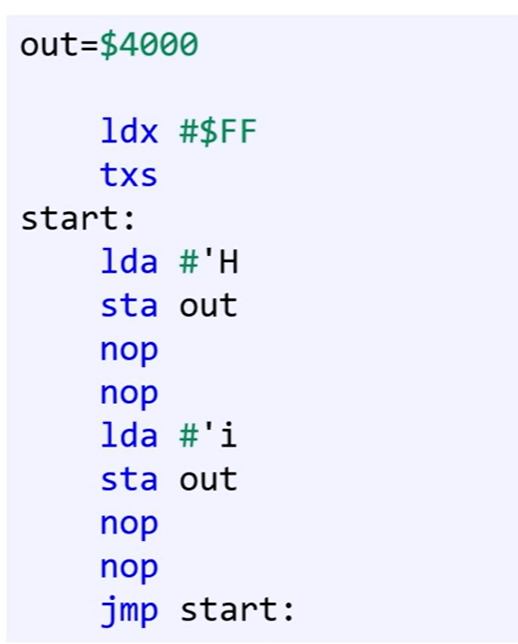 out=$4000
ldx #$FF
txs
start:
lda #'H
sta out
nop
nop
lda #'i
sta out
nop
nop
jmp start: